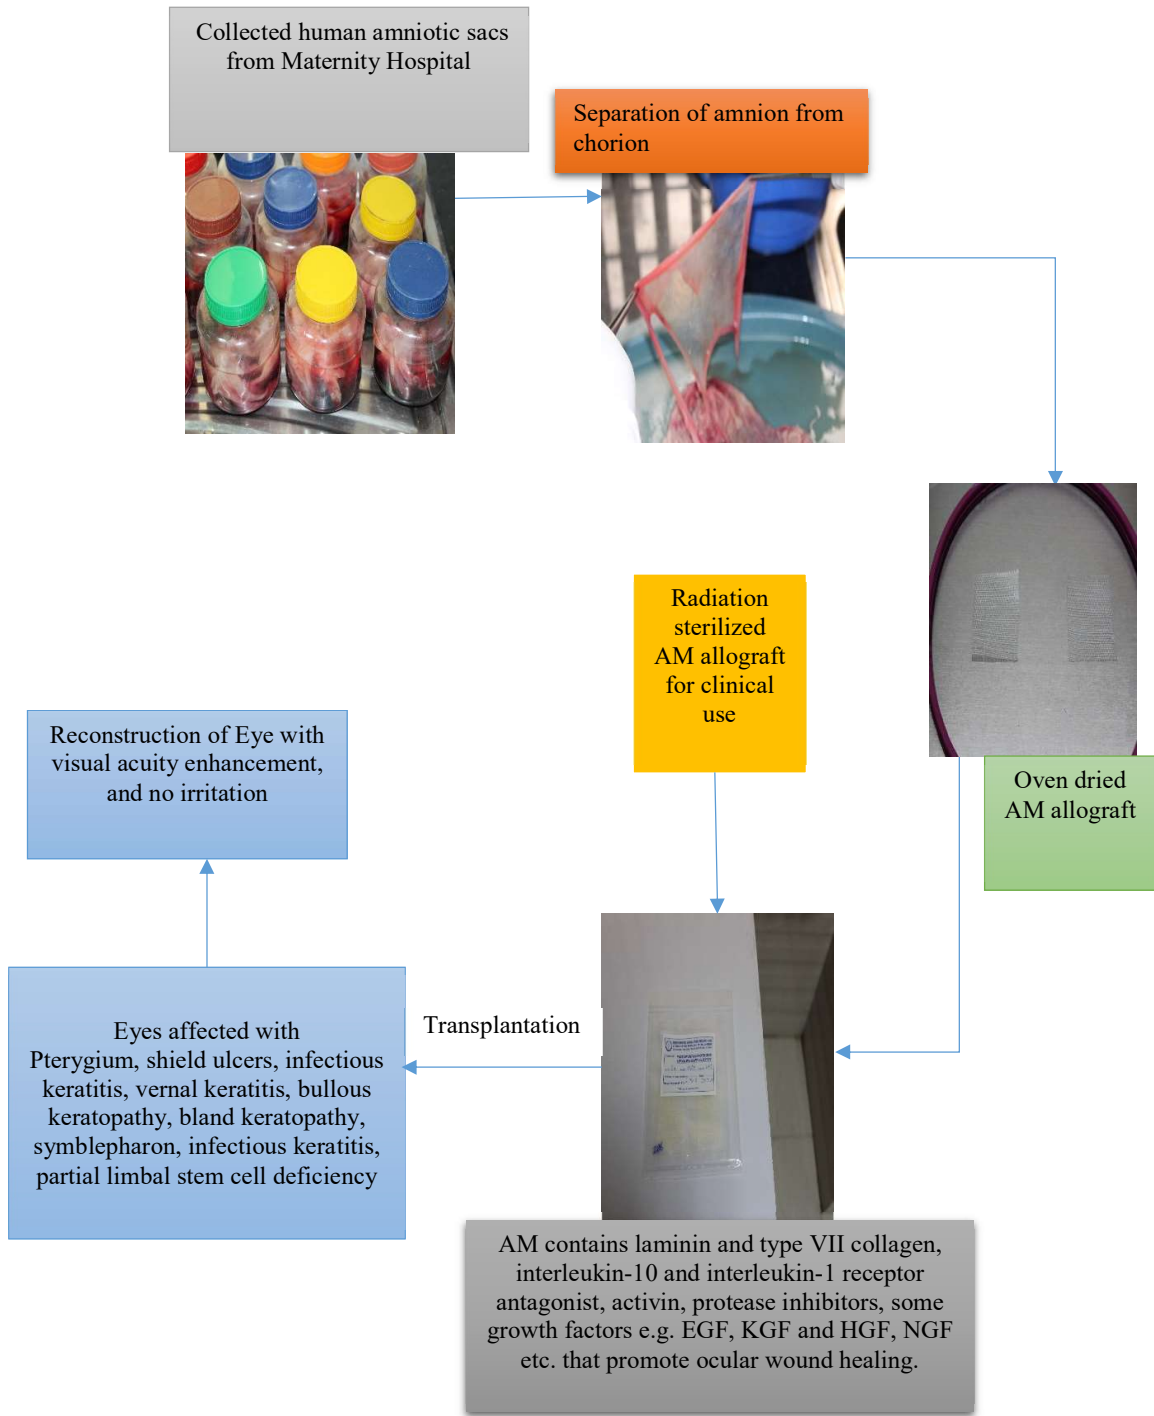 Collected human amniotic sacs
from Maternity Hospital
Separation of amnion from
chorion
Radiation
sterilized
AM allograft
for clinical
use
Oven dried
AM allograft
Reconstruction of Eye with
visual acuity enhancement,
and no irritation
Transplantation
Eyes affected with
Pterygium, shield ulcers, infectious
keratitis, vernal keratitis, bullous
keratopathy, bland keratopathy,
symblepharon, infectious keratitis,
partial limbal stem cell deficiency
AM contains laminin and type VII collagen,
interleukin-10 and interleukin-1 receptor
antagonist, activin, protease inhibitors, some
growth factors e.g. EGF, KGF and HGF, NGF
etc. that promote ocular wound healing.